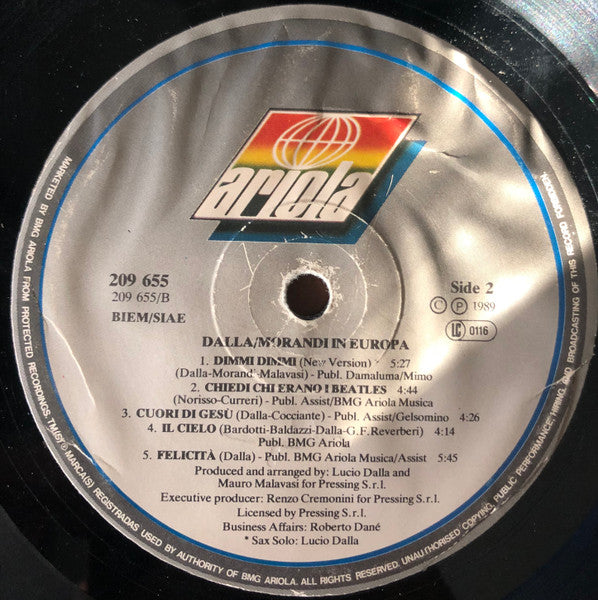 ariola
209 655
209 655/B
BIEM/SIAE
Side 2
Ⓒ Ⓟ 1989
LC 0116
DALLA/MORANDI IN EUROPA
1. DIMMI DIMMI (New Version) * 5:27
(Dalla-Morandi-Malavasi) - Publ. Damaluma/Mimo
2. CHIEDI CHI ERANO I BEATLES 4:44
(Norisso-Curreri) - Publ. Assist/BMG Ariola Musica
3. CUORI DI GESÙ (Dalla-Cocciante) - Publ. Assist/Gelsomino 4:26
4. IL CIELO (Bardotti-Baldazzi-Dalla-G.F.Reverberi) 4:14
Publ. BMG Ariola
5. FELICITÀ (Dalla) - Publ. BMG Ariola Musica/Assist 5:45
Produced and arranged by: Lucio Dalla and
Mauro Malavasi for Pressing S.r.l.
Executive producer: Renzo Cremonini for Pressing S.r.l.
Licensed by Pressing S.r.l.
Business Affairs: Roberto Dané
* Sax Solo: Lucio Dalla
MARKETED BY BMG ARIOLA FROM PROTECTED RECORDINGS. TMUST® MARCA(S) REGISTRADAS USED BY AUTHORITY OF BMG ARIOLA. ALL RIGHTS RESERVED. UNAUTHORISED COPYING, PUBLIC PERFORMANCE, HIRING AND BROADCASTING OF THIS RECORD FORBIDDEN.